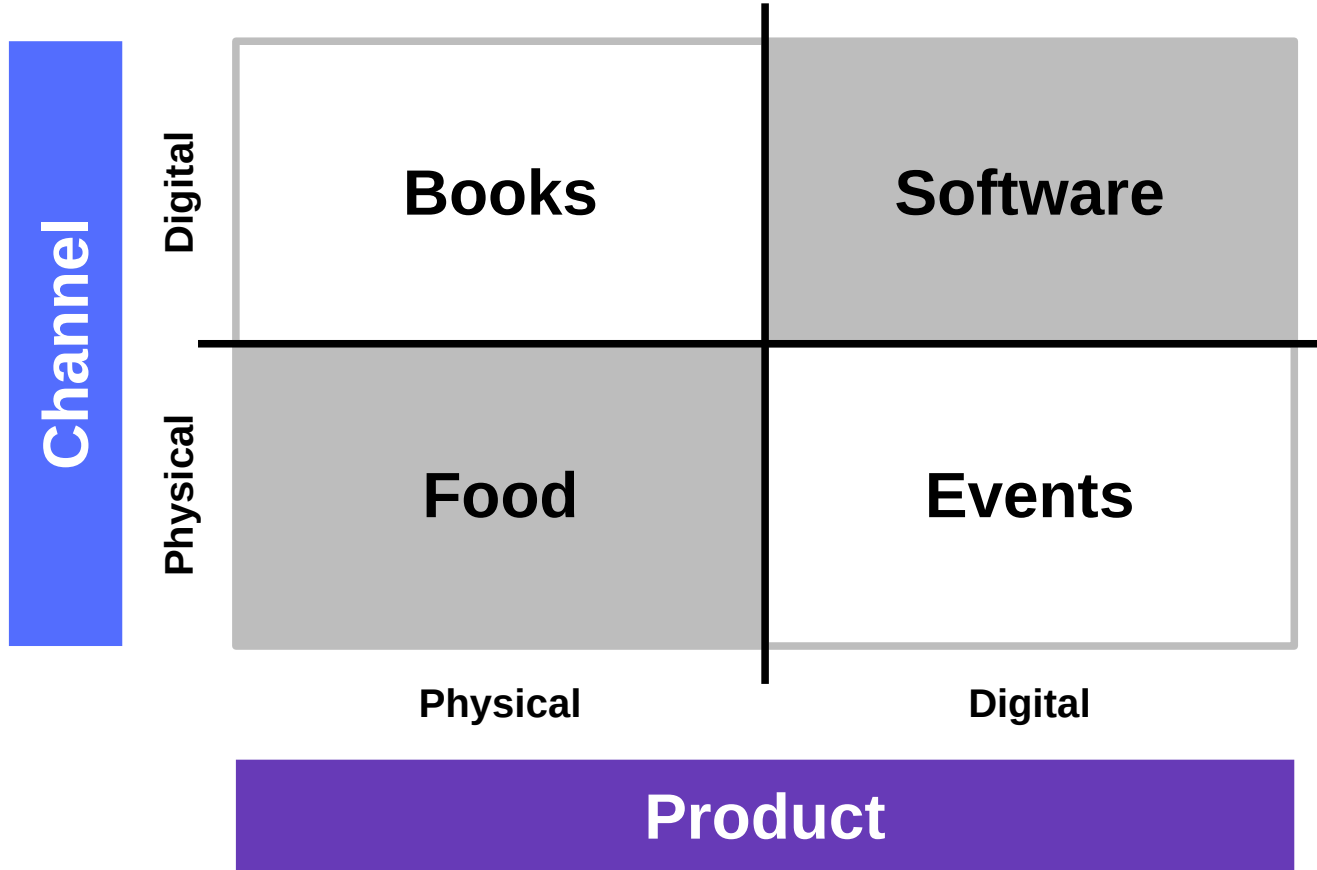 Channel
Digital
Books
Software
Physical
Food
Events
Physical
Digital
Product